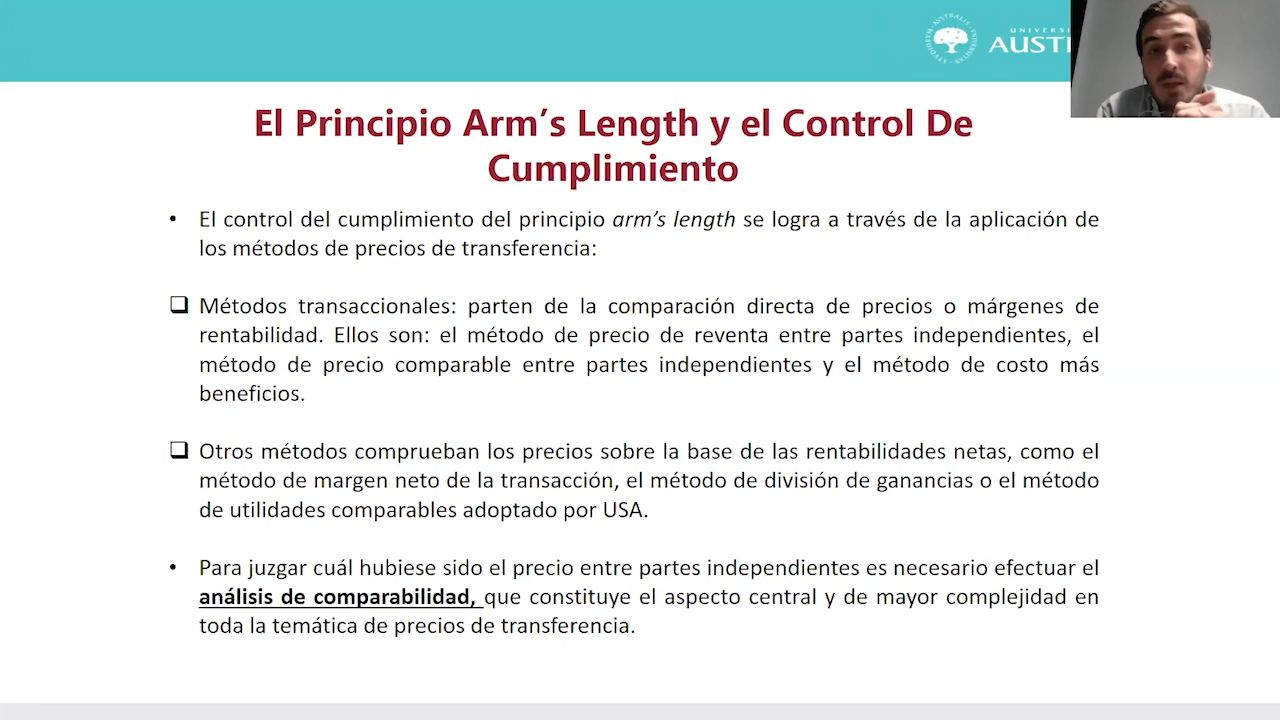 UNIVERSI
AUST
El Principio Arm’s Length y el Control De
Cumplimiento
• El control del cumplimiento del principio arm’s length se logra a través de la aplicación de
los métodos de precios de transferencia:
❑ Métodos transaccionales: parten de la comparación directa de precios o márgenes de
rentabilidad. Ellos son: el método de precio de reventa entre partes independientes, el
método de precio comparable entre partes independientes y el método de costo más
beneficios.
❑ Otros métodos comprueban los precios sobre la base de las rentabilidades netas, como el
método de margen neto de la transacción, el método de división de ganancias o el método
de utilidades comparables adoptado por USA.
• Para juzgar cuál hubiese sido el precio entre partes independientes es necesario efectuar el
análisis de comparabilidad, que constituye el aspecto central y de mayor complejidad en
toda la temática de precios de transferencia.